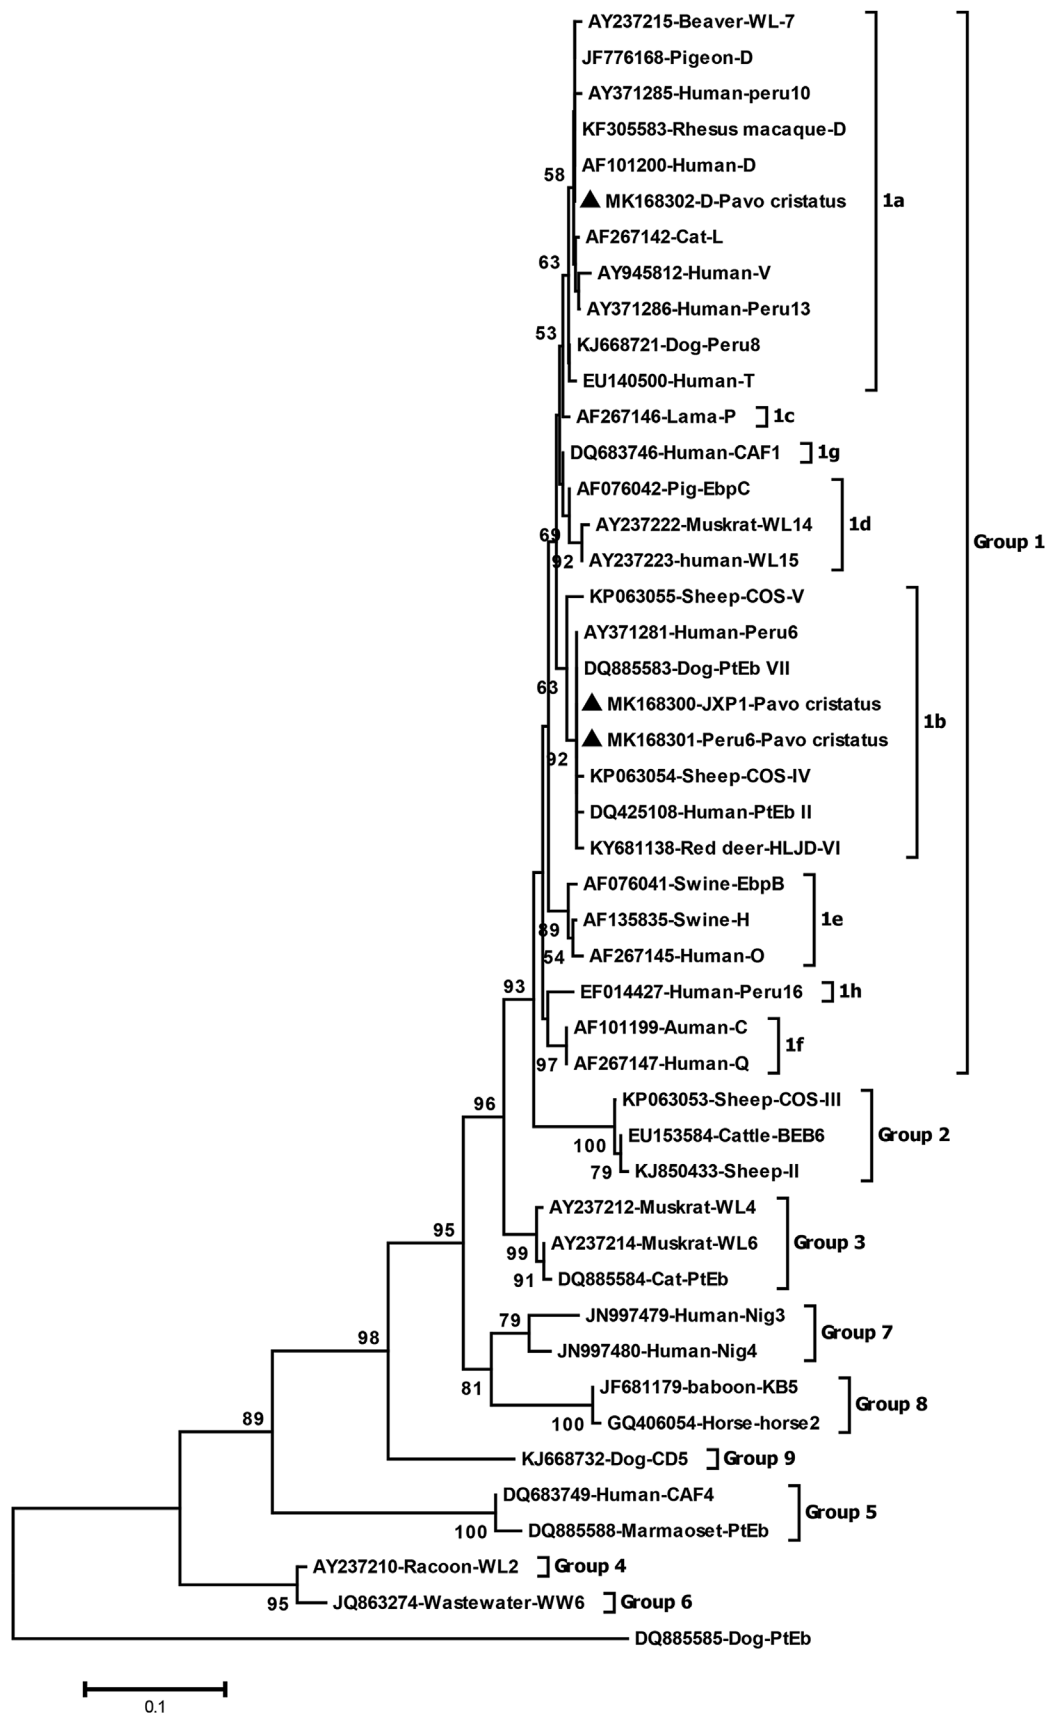 AY237215-Beaver-WL-7
JF776168-Pigeon-D
AY371285-Human-peru10
KF305583-Rhesus macaque-D
AF101200-Human-D
58
MK168302-D-Pavo cristatus
1a
AF267142-Cat-L
63
AY945812-Human-V
AY371286-Human-Peru13
53
KJ668721-Dog-Peru8
EU140500-Human-T
AF267146-Lama-P
1c
DQ683746-Human-CAF1
1g
AF076042-Pig-EbpC
AY237222-Muskrat-WL14
1d
69
Group 1
92
AY237223-human-WL15
KP063055-Sheep-COS-V
AY371281-Human-Peru6
DQ885583-Dog-PtEb VII
63
MK168300-JXP1-Pavo cristatus
1b
MK168301-Peru6-Pavo cristatus
92
KP063054-Sheep-COS-IV
DQ425108-Human-PtEb II
KY681138-Red deer-HLJD-VI
AF076041-Swine-EbpB
AF135835-Swine-H
1e
89
54
AF267145-Human-O
93
EF014427-Human-Peru16
1h
AF101199-Auman-C
1f
97
AF267147-Human-Q
96
KP063053-Sheep-COS-III
EU153584-Cattle-BEB6
Group 2
100
79
KJ850433-Sheep-II
AY237212-Muskrat-WL4
95
AY237214-Muskrat-WL6
Group 3
99
91
DQ885584-Cat-PtEb
79
JN997479-Human-Nig3
Group 7
98
JN997480-Human-Nig4
81
JF681179-baboon-KB5
Group 8
89
100
GQ406054-Horse-horse2
KJ668732-Dog-CD5
Group 9
DQ683749-Human-CAF4
Group 5
100
DQ885588-Marmaoset-PtEb
AY237210-Racoon-WL2
Group 4
95
JQ863274-Wastewater-WW6
Group 6
DQ885585-Dog-PtEb
0.1